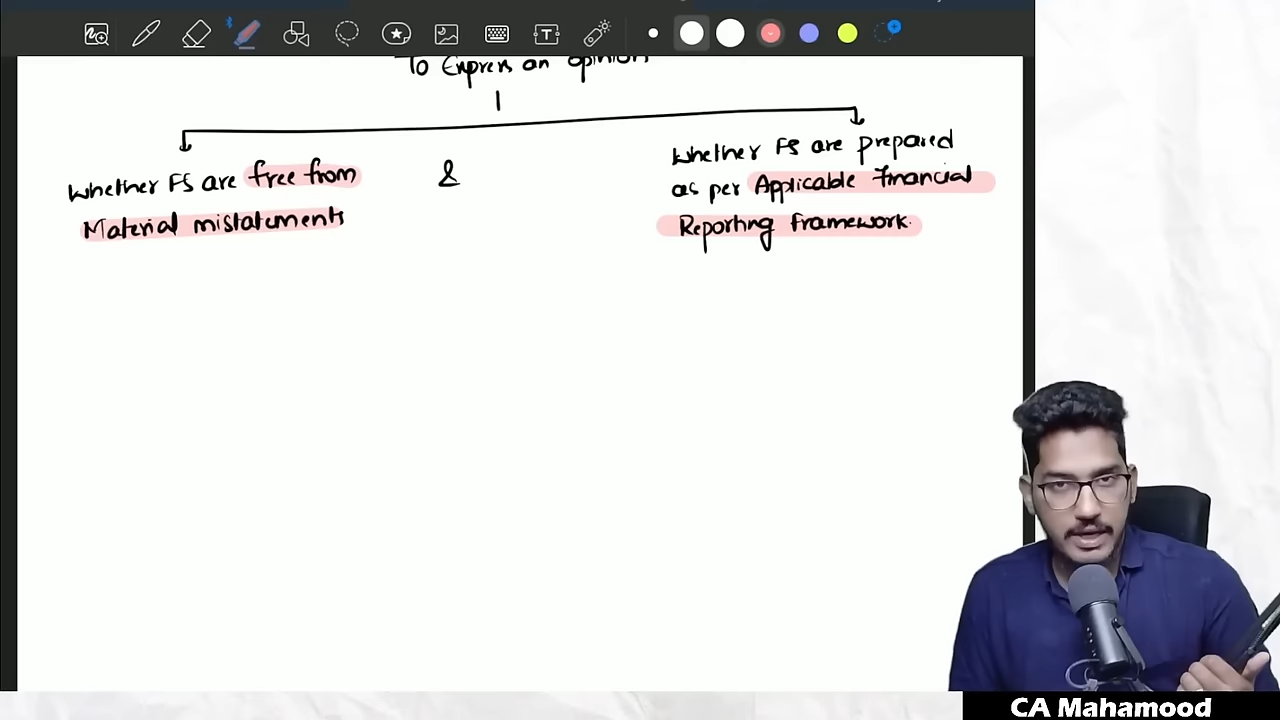 To Express an opinion
Whether FS are free from
Material mistatements
&
Whether FS are prepared
as per Applicable Financial
Reporting framework.
CA Mahamood